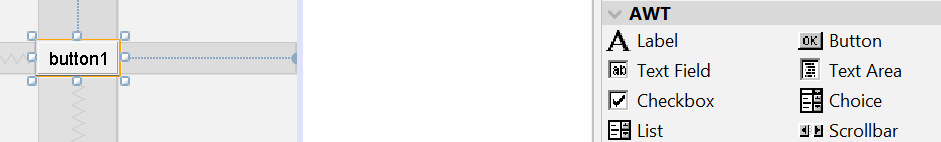 button1
AWT
Label
Button
Text Field
Text Area
Checkbox
Choice
List
Scrollbar